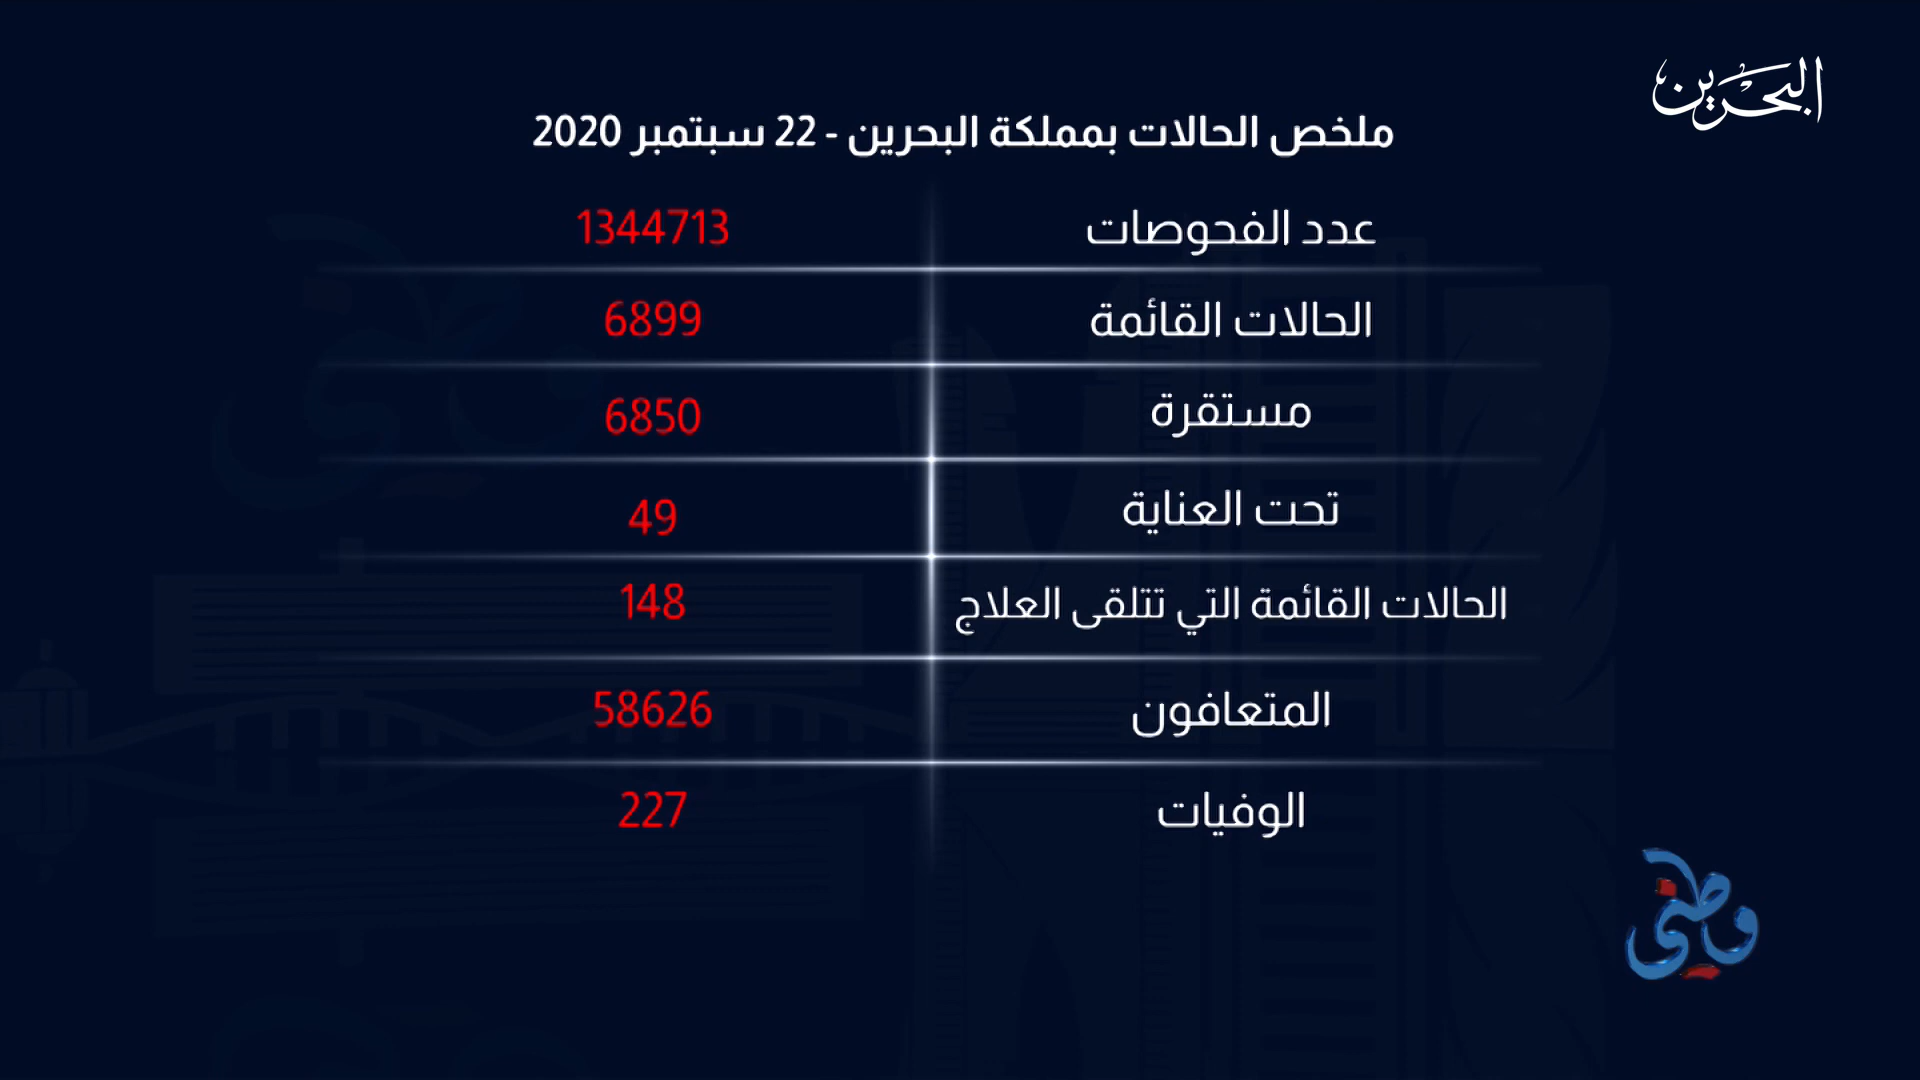 البحرين
ملخص الحالات بمملكة البحرين - 22 سبتمبر 2020
عدد الفحوصات 1344713
الحالات القائمة 6899
مستقرة 6850
تحت العناية 49
الحالات القائمة التي تتلقى العلاج 148
المتعافون 58626
الوفيات 227
وطني